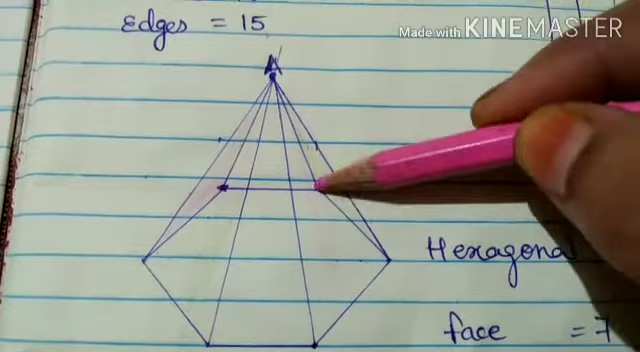 Made with KINEMASTER
Edges = 15
A
Hexagona
face = 7